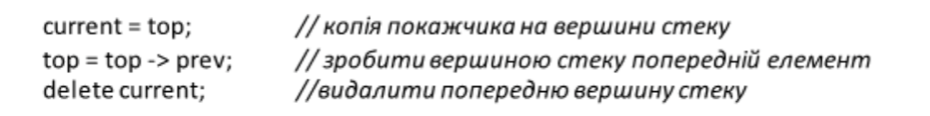 current = top; // копія покажчика на вершини стеку
top = top -> prev; // зробити вершиною стеку попередній елемент
delete current; //видалити попередню вершину стеку